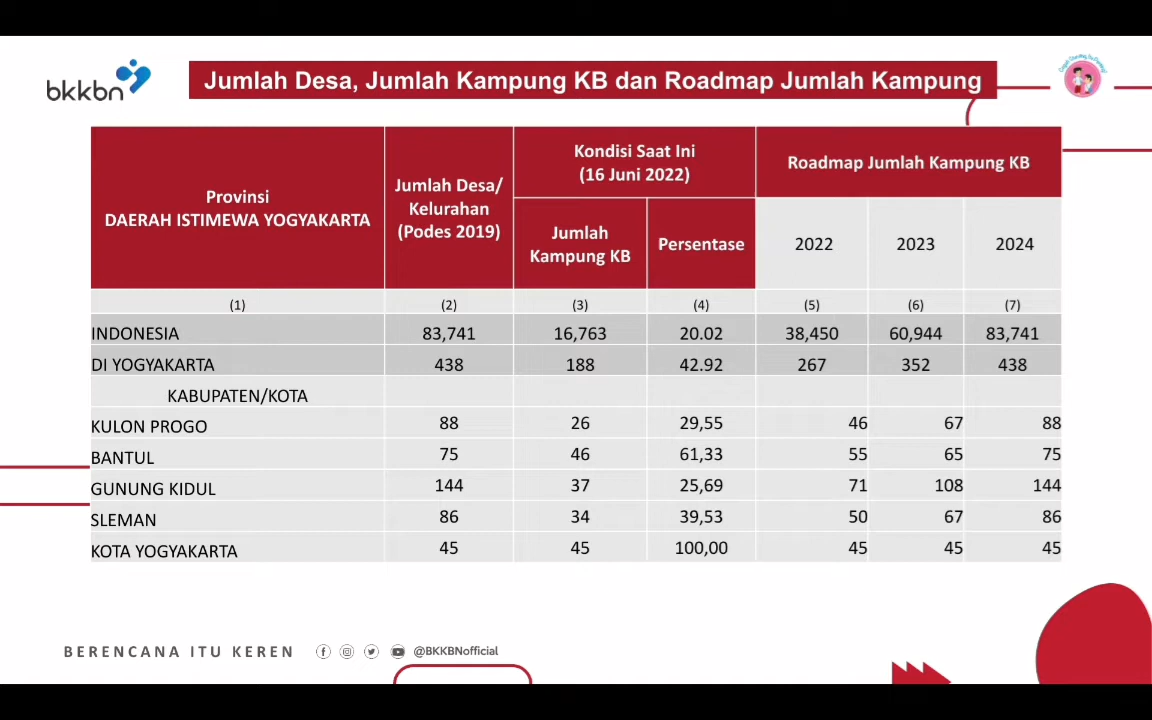 bkkbn
Jumlah Desa, Jumlah Kampung KB dan Roadmap Jumlah Kampung
Provinsi
DAERAH ISTIMEWA YOGYAKARTA
Jumlah Desa/
Kelurahan
(Podes 2019)
Kondisi Saat Ini
(16 Juni 2022)
Roadmap Jumlah Kampung KB
Jumlah
Kampung KB
Persentase
2022 2023 2024
(1) (2) (3) (4) (5) (6) (7)
INDONESIA 83,741 16,763 20.02 38,450 60,944 83,741
DI YOGYAKARTA 438 188 42.92 267 352 438
KABUPATEN/KOTA
KULON PROGO 88 26 29,55 46 67 88
BANTUL 75 46 61,33 55 65 75
GUNUNG KIDUL 144 37 25,69 71 108 144
SLEMAN 86 34 39,53 50 67 86
KOTA YOGYAKARTA 45 45 100,00 45 45 45
BERENCANA ITU KEREN @BKKBNofficial